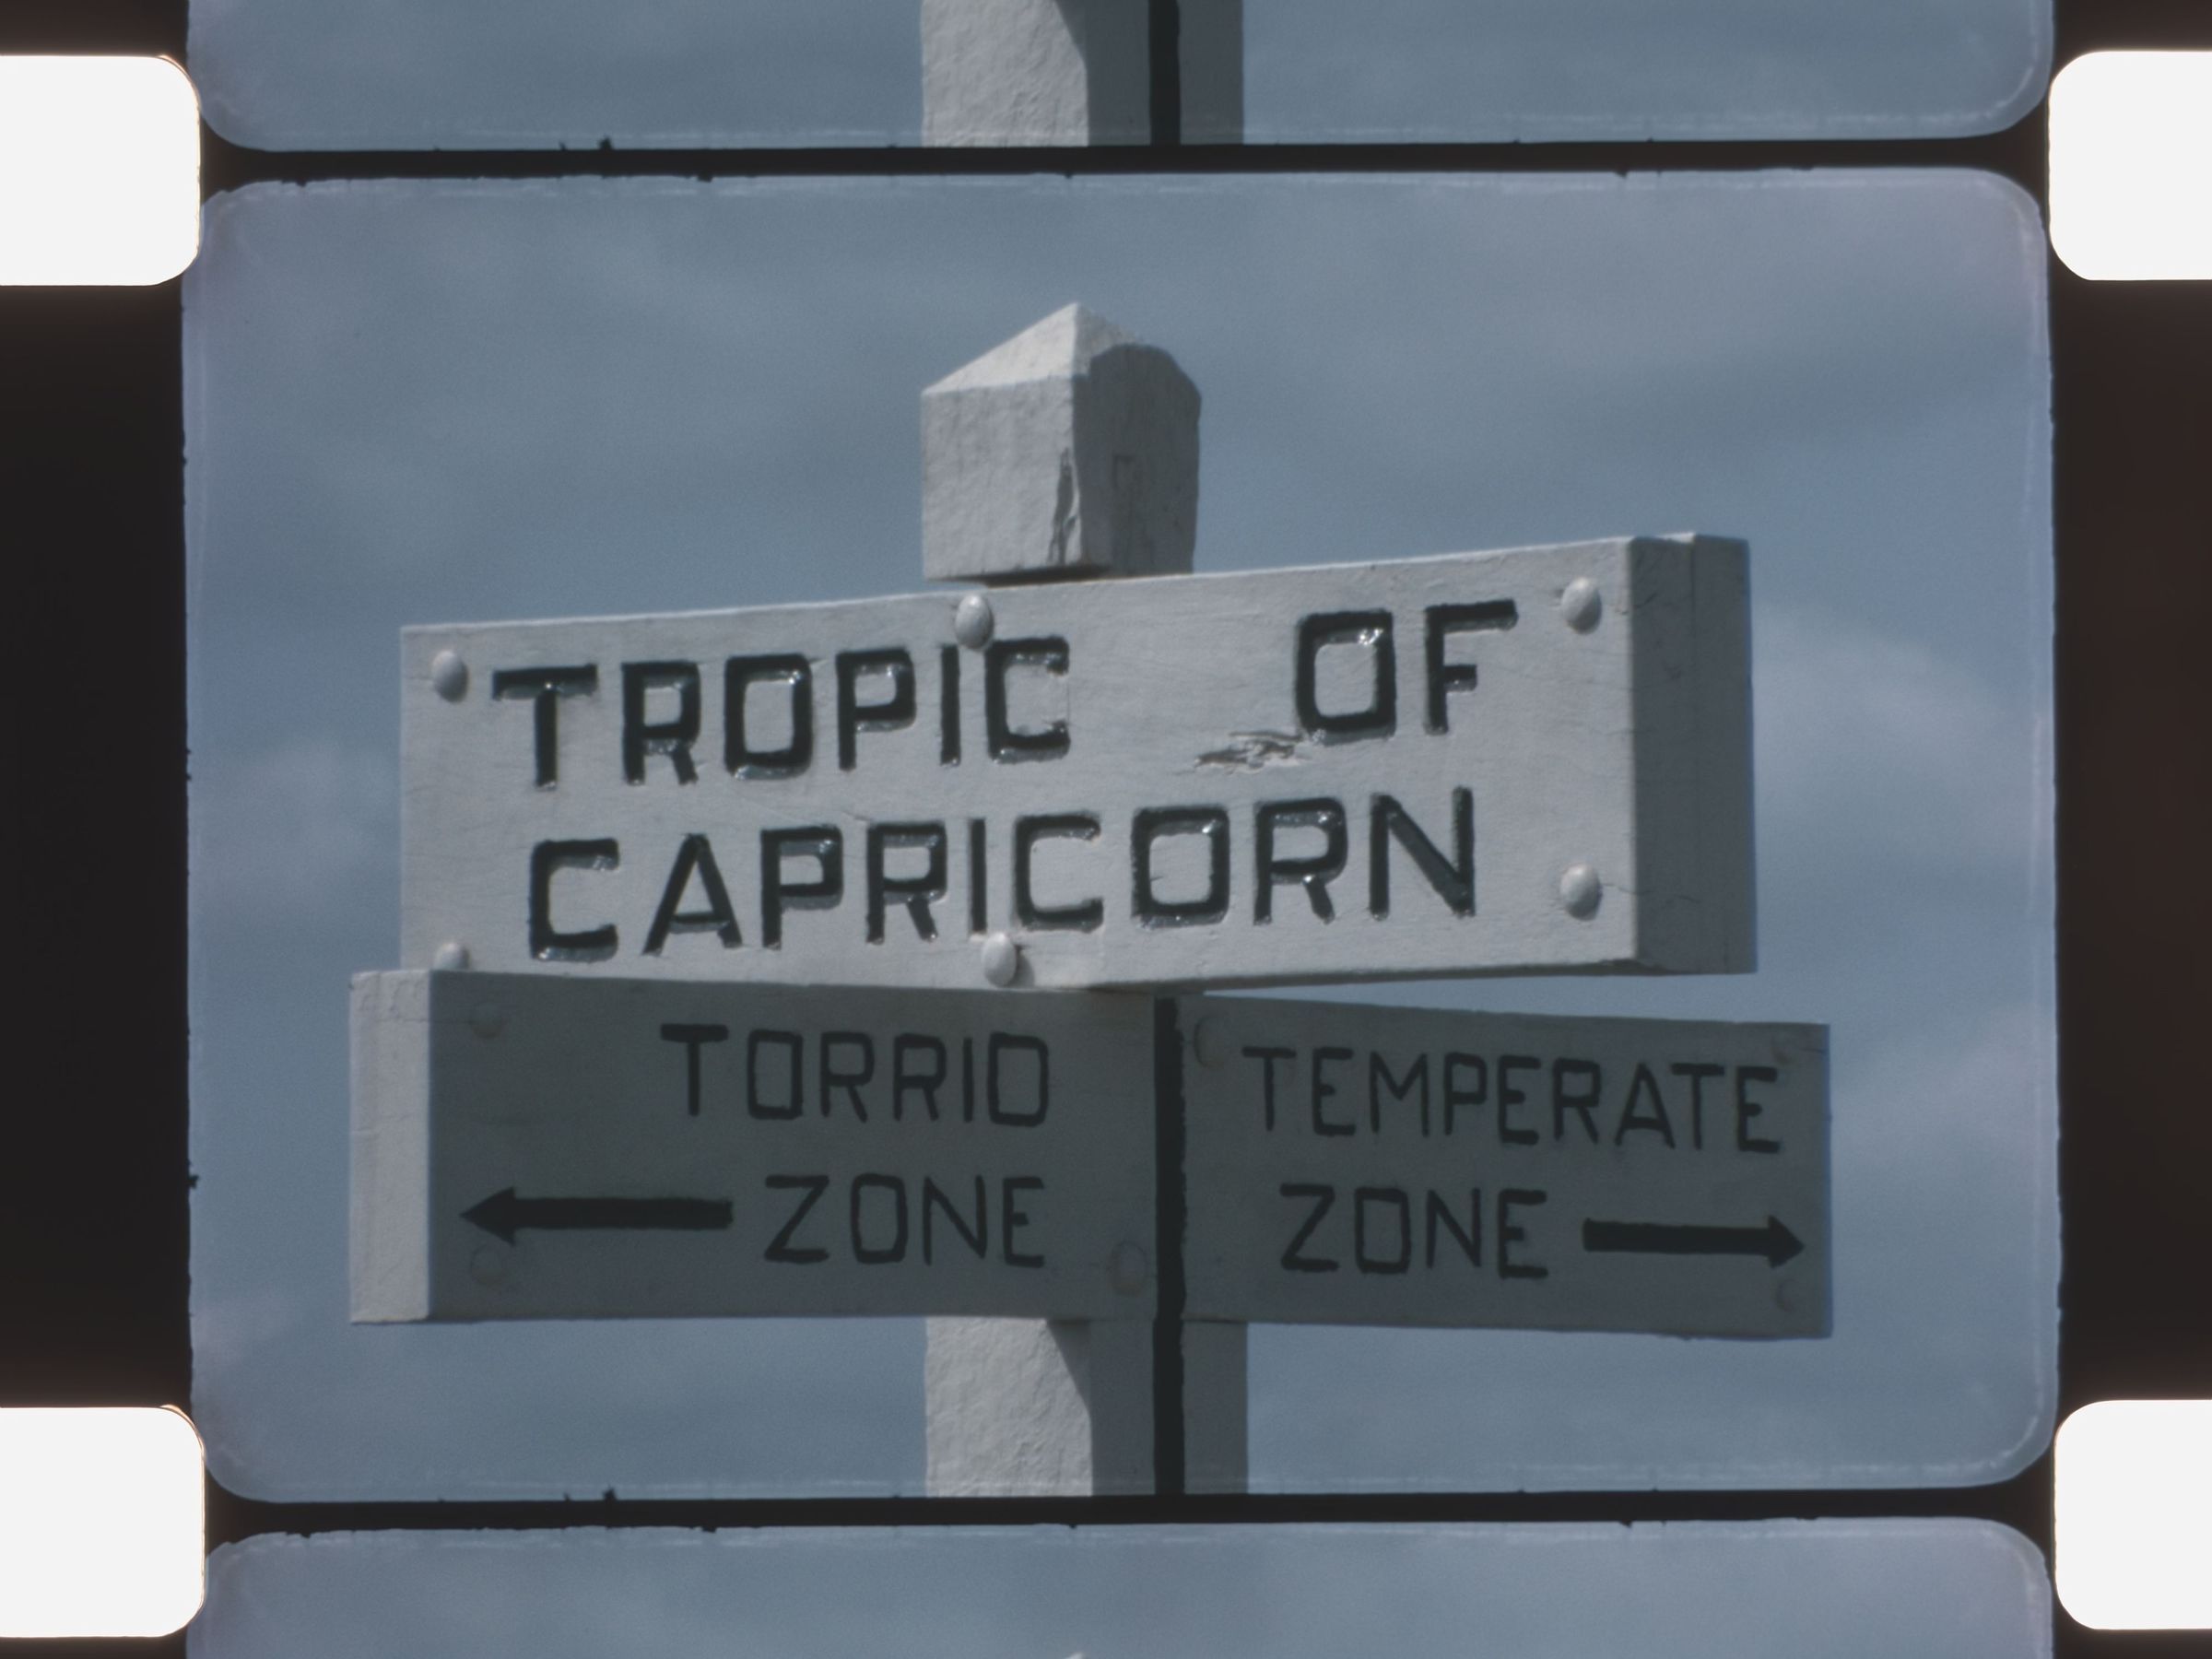 TROPIC OF
CAPRICORN
TORRID
ZONE
TEMPERATE
ZONE